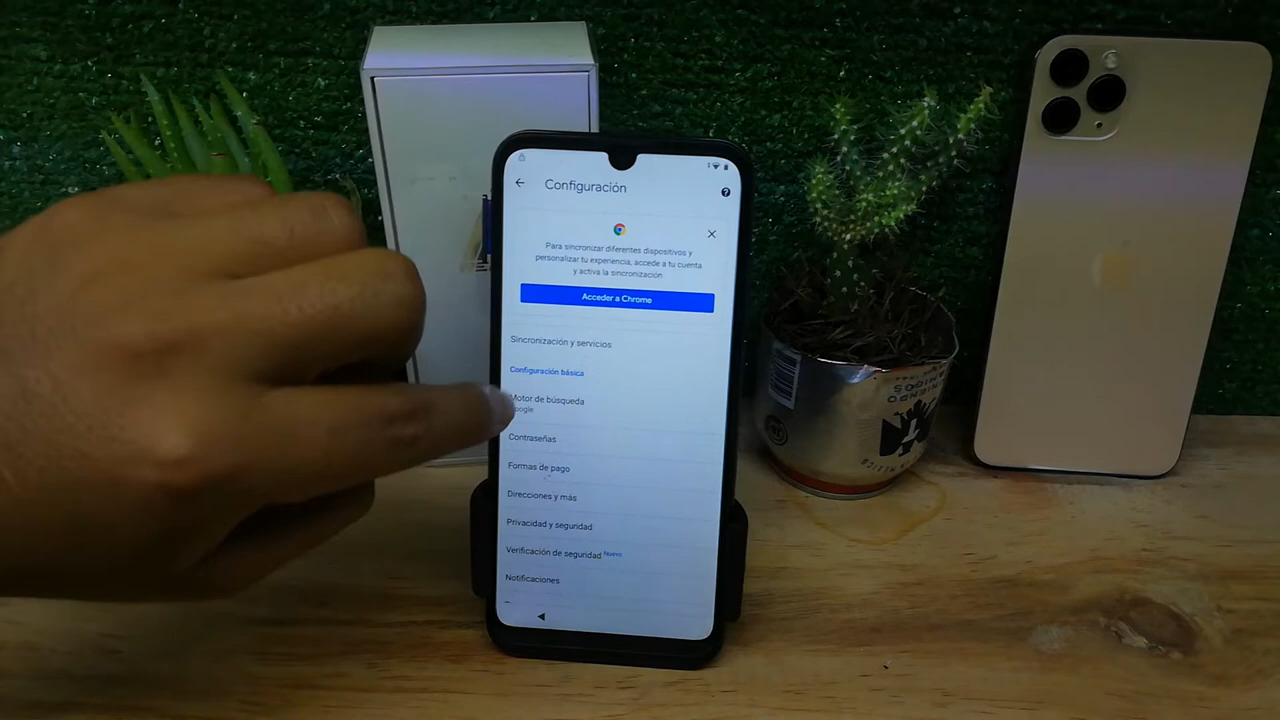 Configuración
Para sincronizar diferentes dispositivos y
personalizar tu experiencia, accede a tu cuenta
y activa la sincronización
Acceder a Chrome
Sincronización y servicios
Configuración básica
Motor de búsqueda
Google
Contraseñas
Formas de pago
Direcciones y más
Privacidad y seguridad
Verificación de seguridad Nuevo
Notificaciones